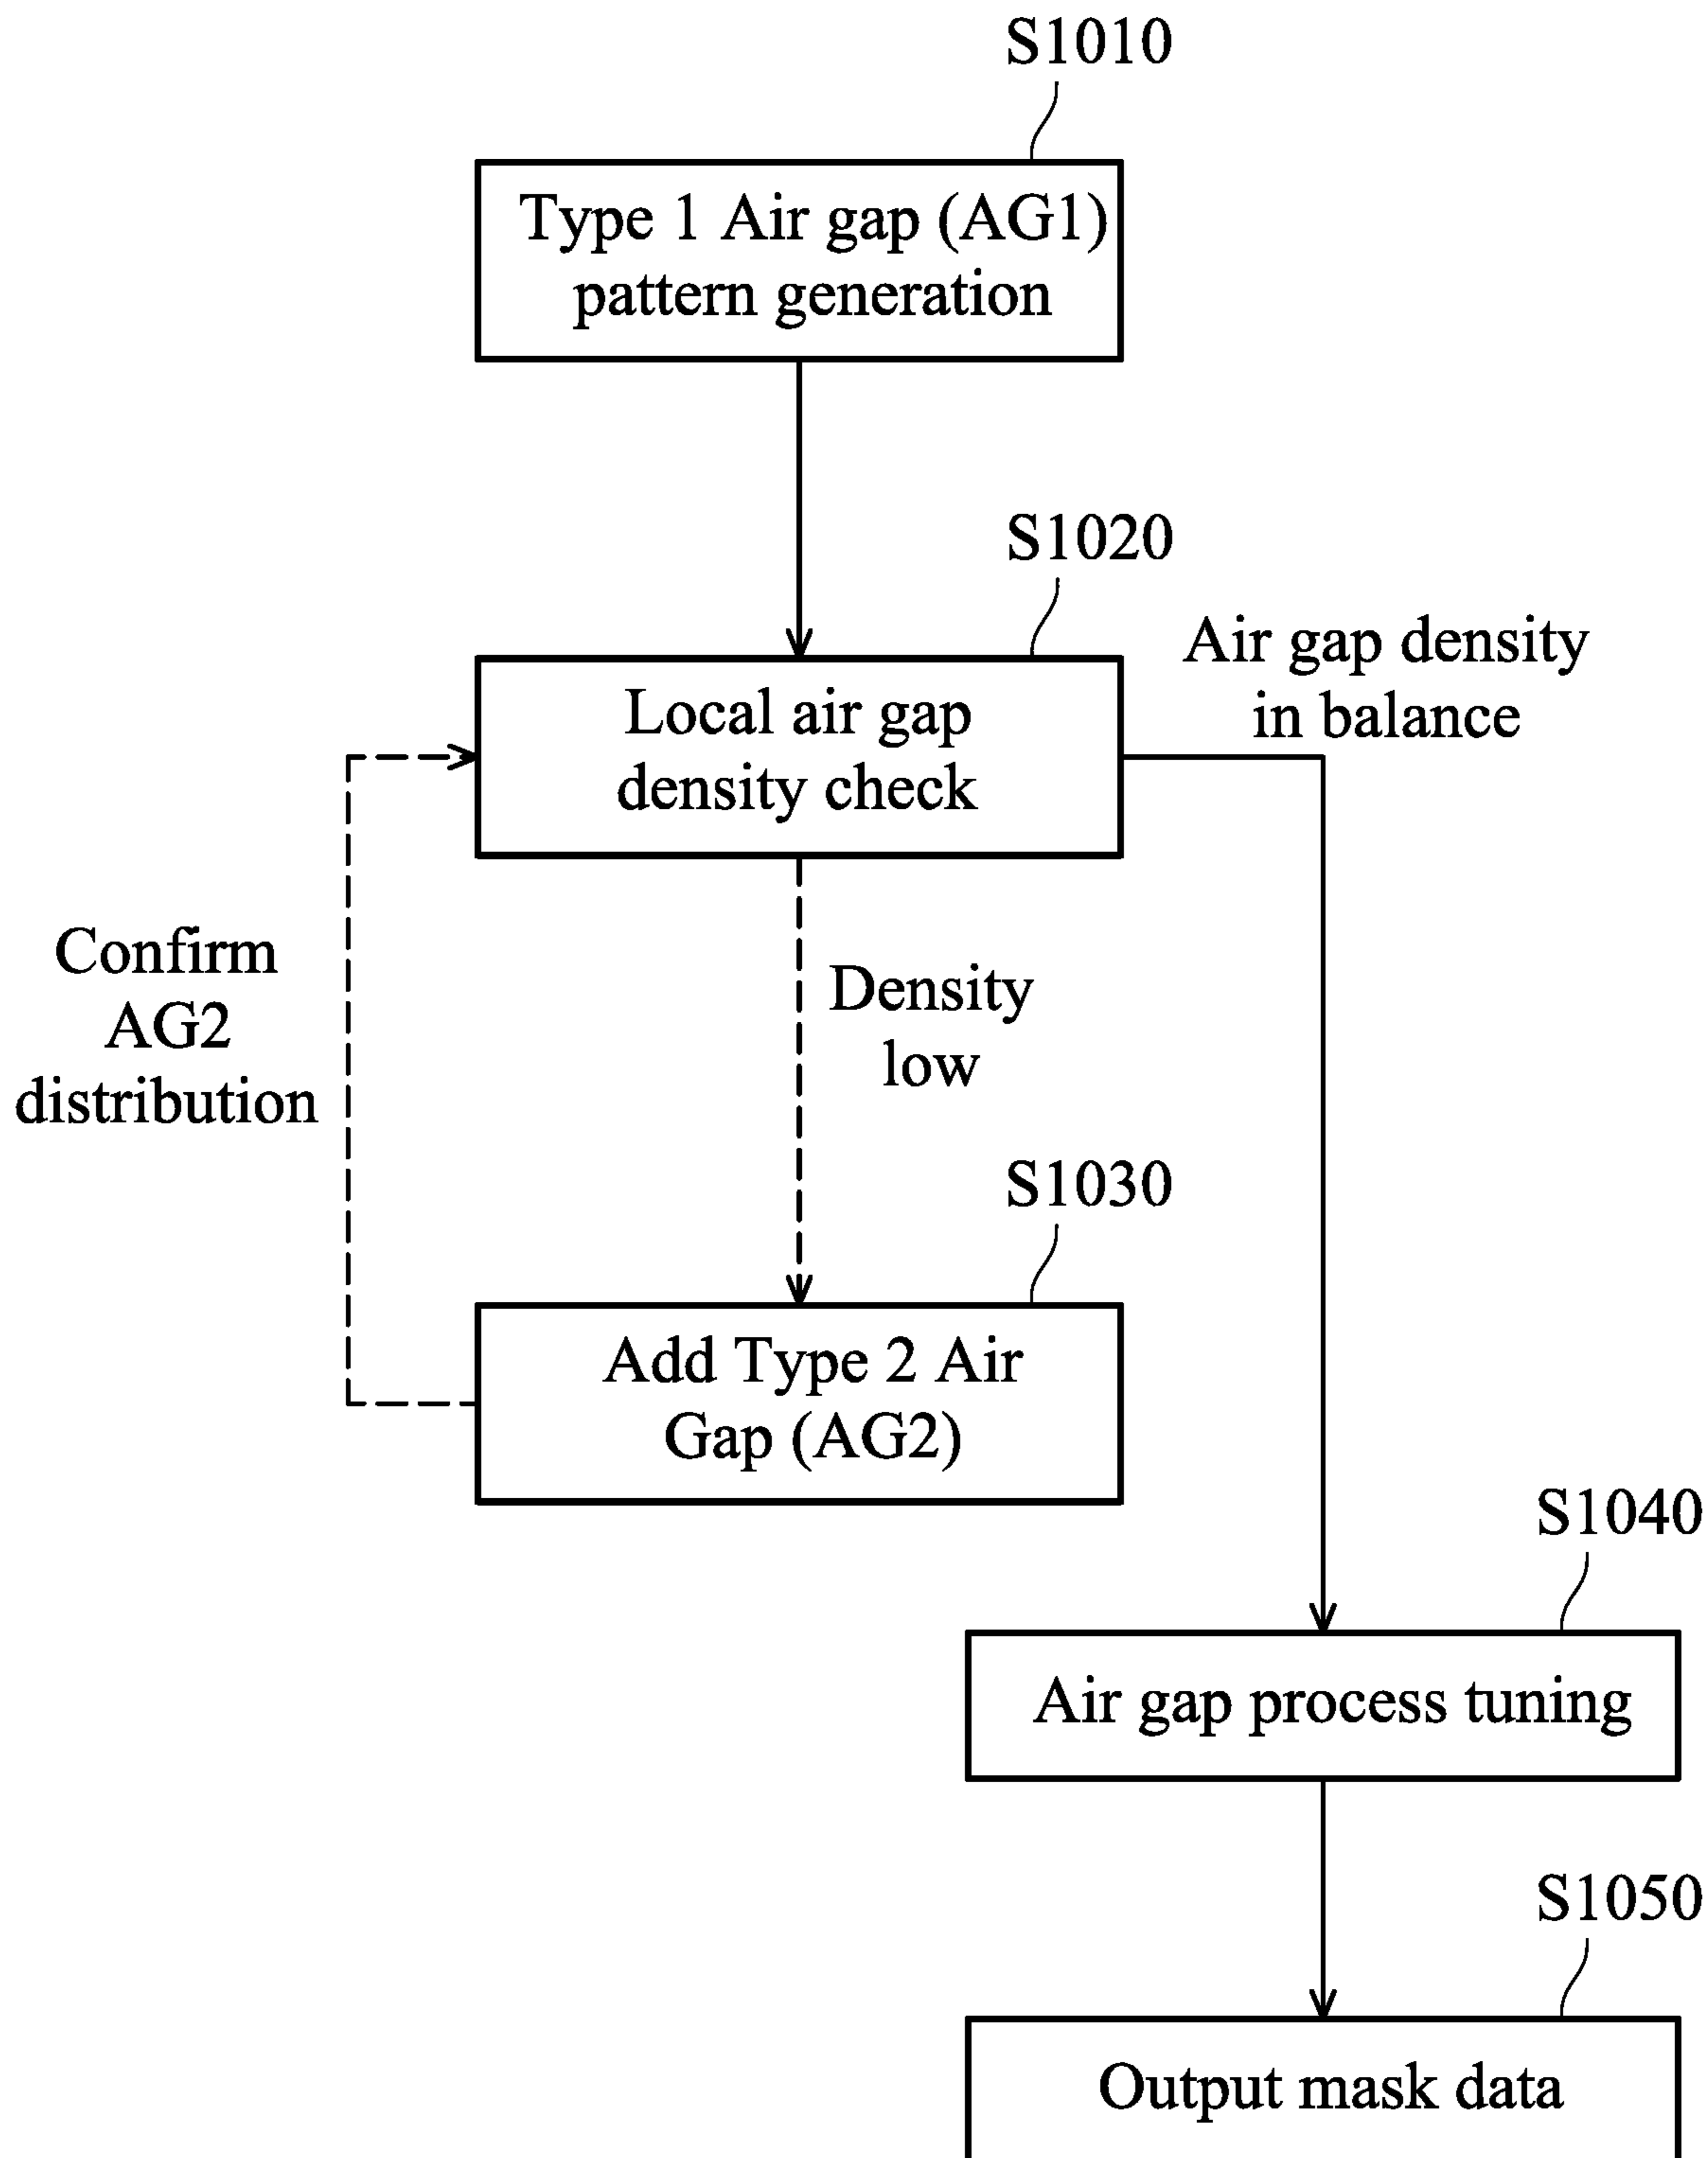 S1010
Type 1 Air gap (AG1)
pattern generation
S1020
Local air gap
density check
Air gap density
in balance
Confirm
AG2
distribution
Density
low
S1030
Add Type 2 Air
Gap (AG2)
S1040
Air gap process tuning
S1050
Output mask data